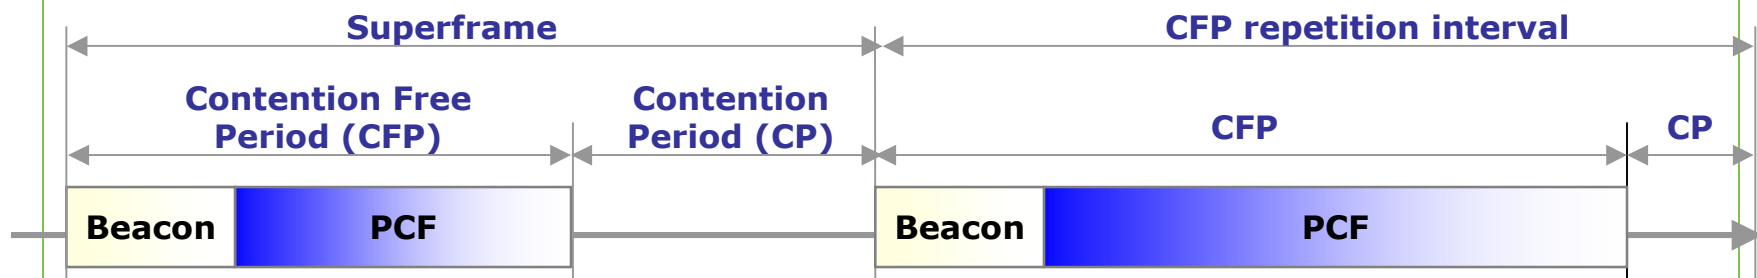 Superframe
CFP repetition interval
Contention Free
Period (CFP)
Contention
Period (CP)
CFP
CP
Beacon
PCF
Beacon
PCF